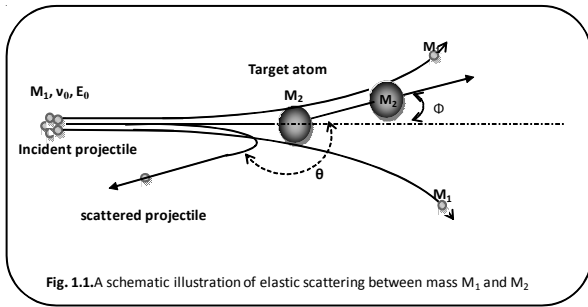 M₁
Target atom
M₁, v₀, E₀
M₂
M₂
Φ
Incident projectile
θ
M₁
scattered projectile
Fig. 1.1.A schematic illustration of elastic scattering between mass M₁ and M₂